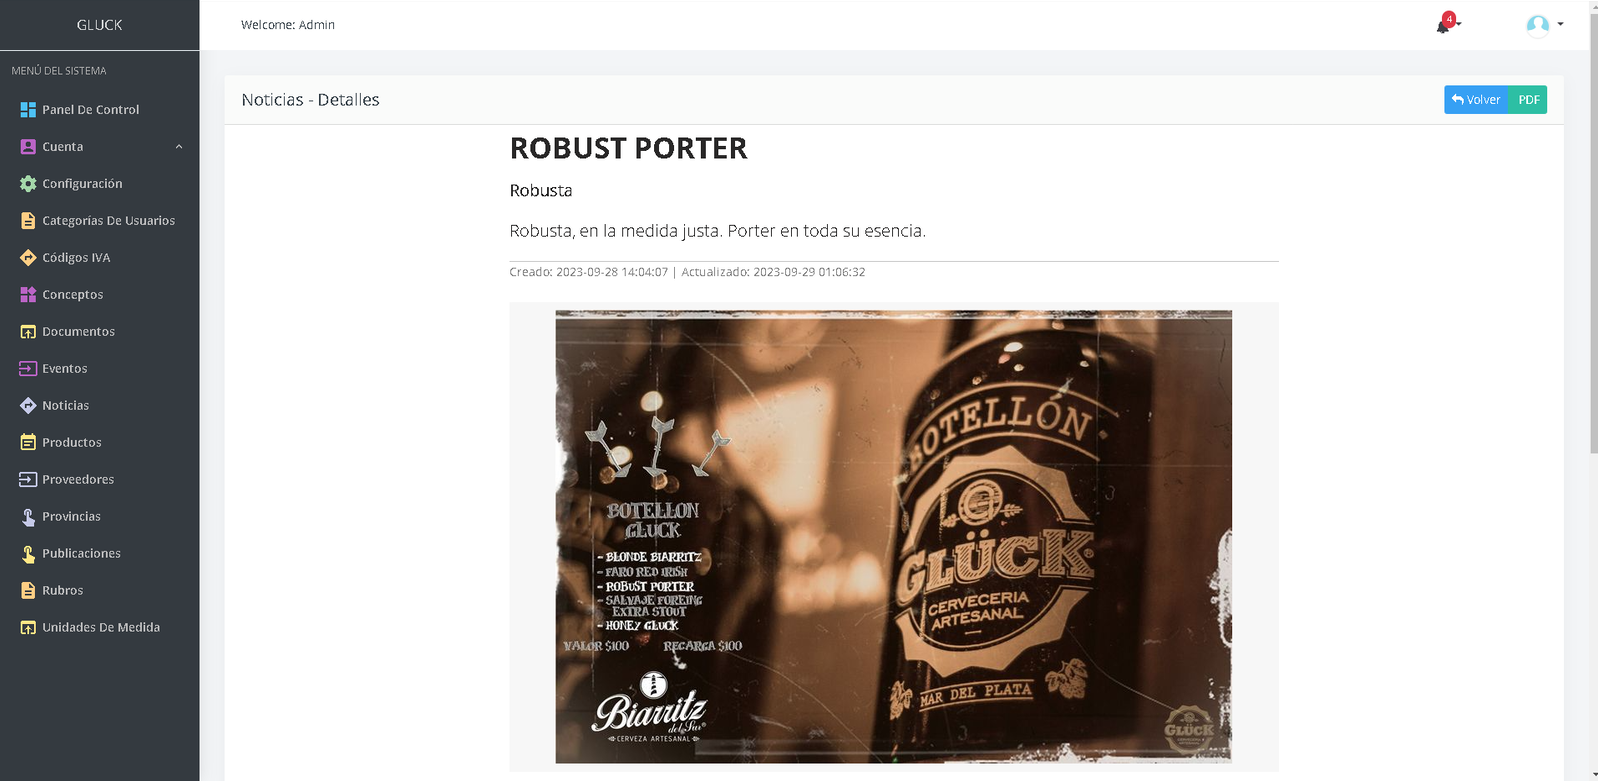 GLUCK
Welcome: Admin
4
MENÚ DEL SISTEMA
Panel De Control
Cuenta
Configuración
Categorías De Usuarios
Códigos IVA
Conceptos
Documentos
Eventos
Noticias
Productos
Proveedores
Provincias
Publicaciones
Rubros
Unidades De Medida
Noticias - Detalles
Volver
PDF
ROBUST PORTER
Robusta
Robusta, en la medida justa. Porter en toda su esencia.
Creado: 2023-09-28 14:04:07 | Actualizado: 2023-09-29 01:06:32
BOTELLON
GLUCK
- BLONDE BIARRITZ
- FARO RED IRISH
- ROBUST PORTER
- SALVAJE FOREING
EXTRA STOUT
- HONEY GLUCK
VALOR $100 RECARGA $100
Biarritz
del Sur®
CERVEZA ARTESANAL
BOTELLÓN
GLÜCK®
CERVECERIA
ARTESANAL
MAR DEL PLATA
GLÜCK